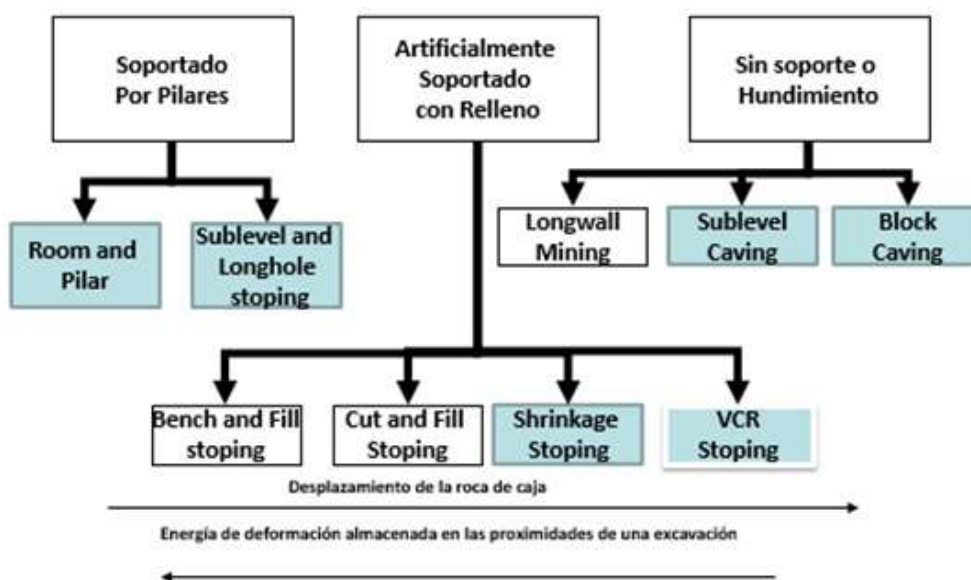 Soportado
Por Pilares
Artificialmente
Soportado
con Relleno
Sin soporte o
Hundimiento
Room and
Pilar
Sublevel and
Longhole
stoping
Longwall
Mining
Sublevel
Caving
Block
Caving
Bench and Fill
stoping
Cut and Fill
Stoping
Shrinkage
Stoping
VCR
Stoping
Desplazamiento de la roca de caja
Energía de deformación almacenada en las proximidades de una excavación